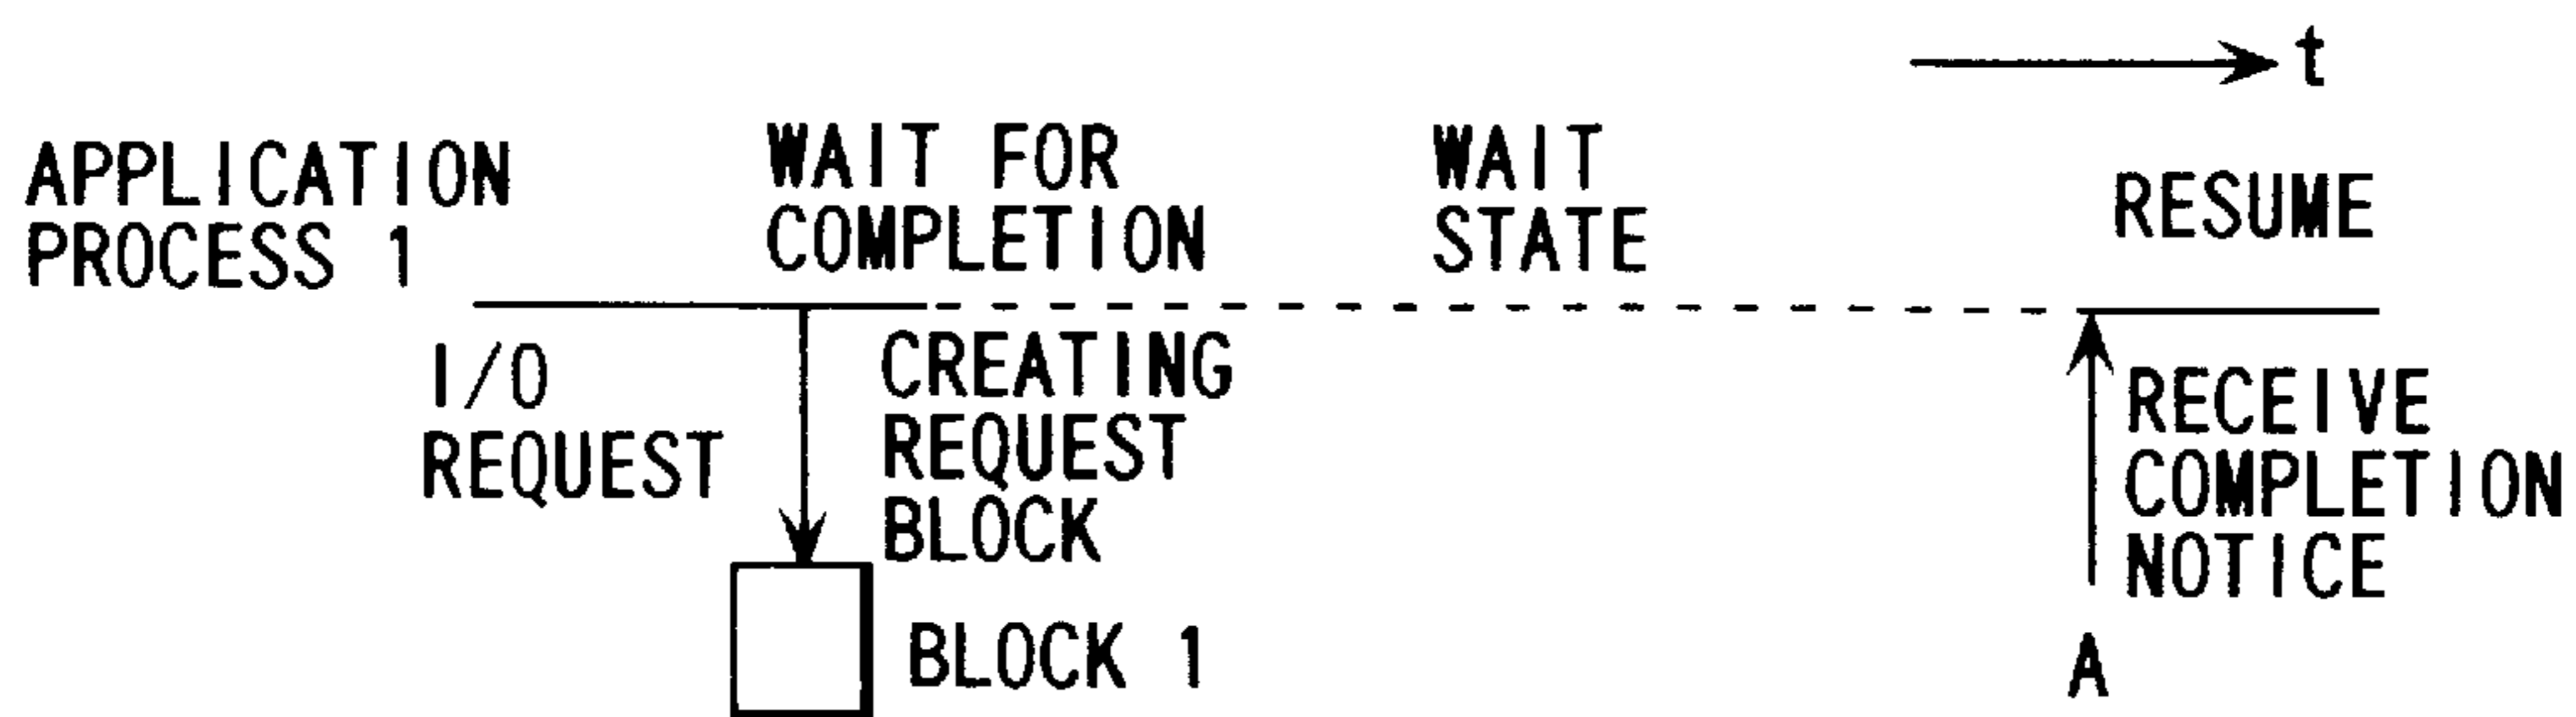 t
APPLICATION
PROCESS 1
WAIT FOR
COMPLETION
WAIT
STATE
RESUME
I/O
REQUEST
CREATING
REQUEST
BLOCK
BLOCK 1
RECEIVE
COMPLETION
NOTICE
A